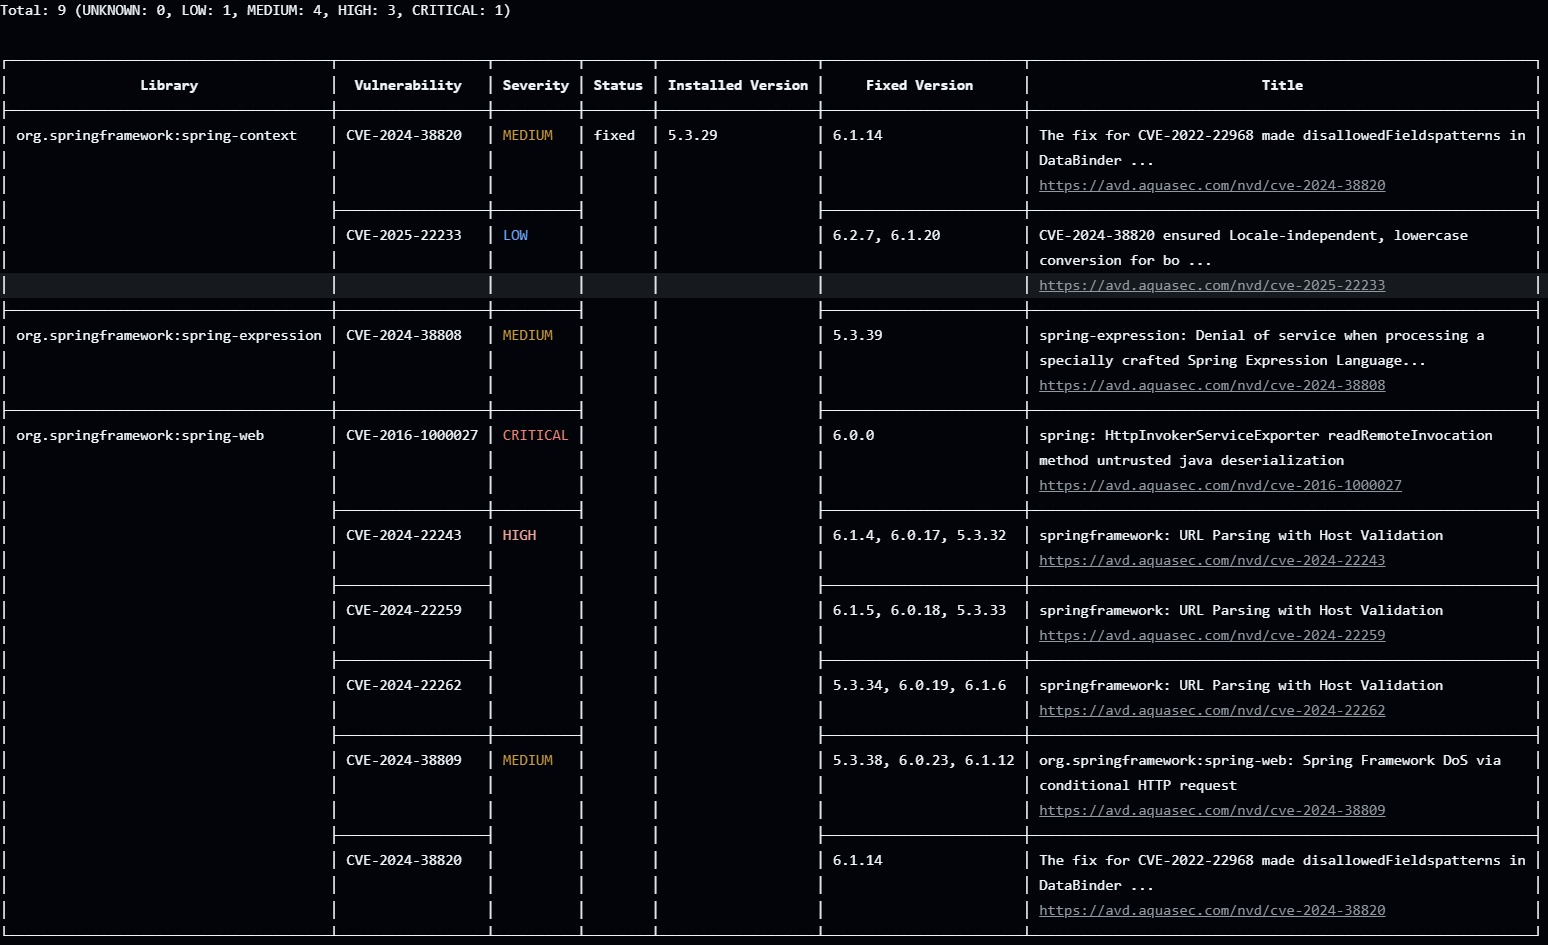 Total: 9 (UNKNOWN: 0, LOW: 1, MEDIUM: 4, HIGH: 3, CRITICAL: 1)
Library Vulnerability Severity Status Installed Version Fixed Version Title
org.springframework:spring-context CVE-2024-38820 MEDIUM fixed 5.3.29 6.1.14 The fix for CVE-2022-22968 made disallowedFieldspatterns in
DataBinder ...
https://avd.aquasec.com/nvd/cve-2024-38820
CVE-2025-22233 LOW 6.2.7, 6.1.20 CVE-2024-38820 ensured Locale-independent, lowercase
conversion for bo ...
https://avd.aquasec.com/nvd/cve-2025-22233
org.springframework:spring-expression CVE-2024-38808 MEDIUM 5.3.39 spring-expression: Denial of service when processing a
specially crafted Spring Expression Language...
https://avd.aquasec.com/nvd/cve-2024-38808
org.springframework:spring-web CVE-2016-1000027 CRITICAL 6.0.0 spring: HttpInvokerServiceExporter readRemoteInvocation
method untrusted java deserialization
https://avd.aquasec.com/nvd/cve-2016-1000027
CVE-2024-22243 HIGH 6.1.4, 6.0.17, 5.3.32 springframework: URL Parsing with Host Validation
https://avd.aquasec.com/nvd/cve-2024-22243
CVE-2024-22259 6.1.5, 6.0.18, 5.3.33 springframework: URL Parsing with Host Validation
https://avd.aquasec.com/nvd/cve-2024-22259
CVE-2024-22262 5.3.34, 6.0.19, 6.1.6 springframework: URL Parsing with Host Validation
https://avd.aquasec.com/nvd/cve-2024-22262
CVE-2024-38809 MEDIUM 5.3.38, 6.0.23, 6.1.12 org.springframework:spring-web: Spring Framework DoS via
conditional HTTP request
https://avd.aquasec.com/nvd/cve-2024-38809
CVE-2024-38820 6.1.14 The fix for CVE-2022-22968 made disallowedFieldspatterns in
DataBinder ...
https://avd.aquasec.com/nvd/cve-2024-38820